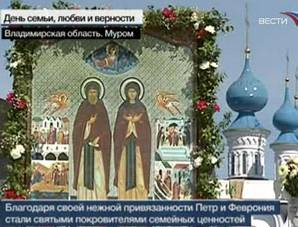 День семьи, любви и верности
ВЕСТИ
Владимирская область. Муром
Благодаря своей нежной привязанности Петр и Феврония
стали святыми покровителями семейных ценностей